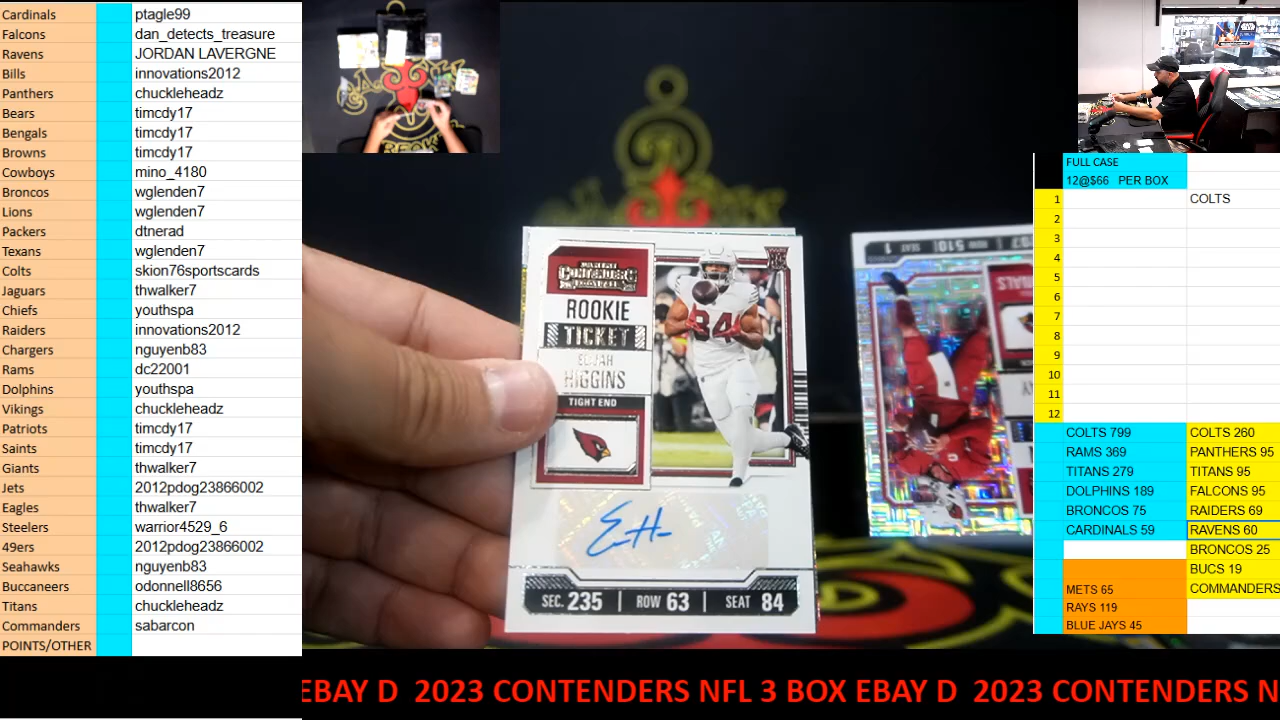 Cardinals ptagle99
Falcons dan_detects_treasure
Ravens JORDAN LAVERGNE
Bills innovations2012
Panthers chuckleheadz
Bears timcdy17
Bengals timcdy17
Browns timcdy17
Cowboys mino_4180
Broncos wglenden7
Lions wglenden7
Packers dtnerad
Texans wglenden7
Colts skion76sportscards
Jaguars thwalker7
Chiefs youthspa
Raiders innovations2012
Chargers nguyenb83
Rams dc22001
Dolphins youthspa
Vikings chuckleheadz
Patriots timcdy17
Saints timcdy17
Giants thwalker7
Jets 2012pdog23866002
Eagles thwalker7
Steelers warrior4529_6
49ers 2012pdog23866002
Seahawks nguyenb83
Buccaneers odonnell8656
Titans chuckleheadz
Commanders sabarcon
POINTS/OTHER
CONTENDERS
ROOKIE
TICKET
ELIJAH
HIGGINS
TIGHT END
84
SEC. 235 | ROW 63 | SEAT 84
ROW 510
SEAT 1
FULL CASE
12@$66 PER BOX
1 COLTS
2
3
4
5
6
7
8
9
10
11
12
COLTS 799 COLTS 260
RAMS 369 PANTHERS 95
TITANS 279 TITANS 95
DOLPHINS 189 FALCONS 95
BRONCOS 75 RAIDERS 69
CARDINALS 59 RAVENS 60
BRONCOS 25
BUCS 19
METS 65 COMMANDERS
RAYS 119
BLUE JAYS 45
EBAY D 2023 CONTENDERS NFL 3 BOX EBAY D 2023 CONTENDERS N